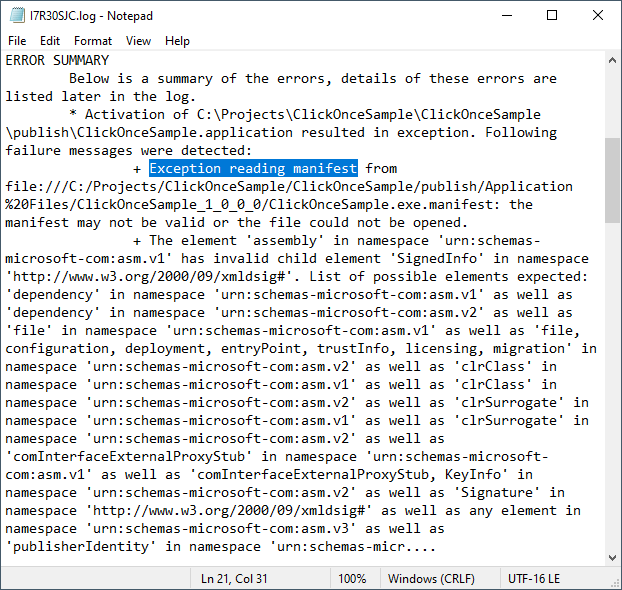 I7R30SJC.log - Notepad
File Edit Format View Help
ERROR SUMMARY
Below is a summary of the errors, details of these errors are
listed later in the log.
* Activation of C:\Projects\ClickOnceSample\ClickOnceSample
\publish\ClickOnceSample.application resulted in exception. Following
failure messages were detected:
+ Exception reading manifest from
file:///C:/Projects/ClickOnceSample/ClickOnceSample/publish/Application
%20Files/ClickOnceSample_1_0_0_0/ClickOnceSample.exe.manifest: the
manifest may not be valid or the file could not be opened.
+ The element 'assembly' in namespace 'urn:schemas-
microsoft-com:asm.v1' has invalid child element 'SignedInfo' in namespace
'http://www.w3.org/2000/09/xmldsig#'. List of possible elements expected:
'dependency' in namespace 'urn:schemas-microsoft-com:asm.v1' as well as
'dependency' in namespace 'urn:schemas-microsoft-com:asm.v2' as well as
'file' in namespace 'urn:schemas-microsoft-com:asm.v1' as well as 'file,
configuration, deployment, entryPoint, trustInfo, licensing, migration' in
namespace 'urn:schemas-microsoft-com:asm.v2' as well as 'clrClass' in
namespace 'urn:schemas-microsoft-com:asm.v1' as well as 'clrClass' in
namespace 'urn:schemas-microsoft-com:asm.v2' as well as 'clrSurrogate' in
namespace 'urn:schemas-microsoft-com:asm.v1' as well as 'clrSurrogate' in
namespace 'urn:schemas-microsoft-com:asm.v2' as well as
'comInterfaceExternalProxyStub' in namespace 'urn:schemas-microsoft-
com:asm.v1' as well as 'comInterfaceExternalProxyStub, KeyInfo' in
namespace 'urn:schemas-microsoft-com:asm.v2' as well as 'Signature' in
namespace 'http://www.w3.org/2000/09/xmldsig#' as well as any element in
namespace 'urn:schemas-microsoft-com:asm.v3' as well as
'publisherIdentity' in namespace 'urn:schemas-micr....
Ln 21, Col 31 100% Windows (CRLF) UTF-16 LE